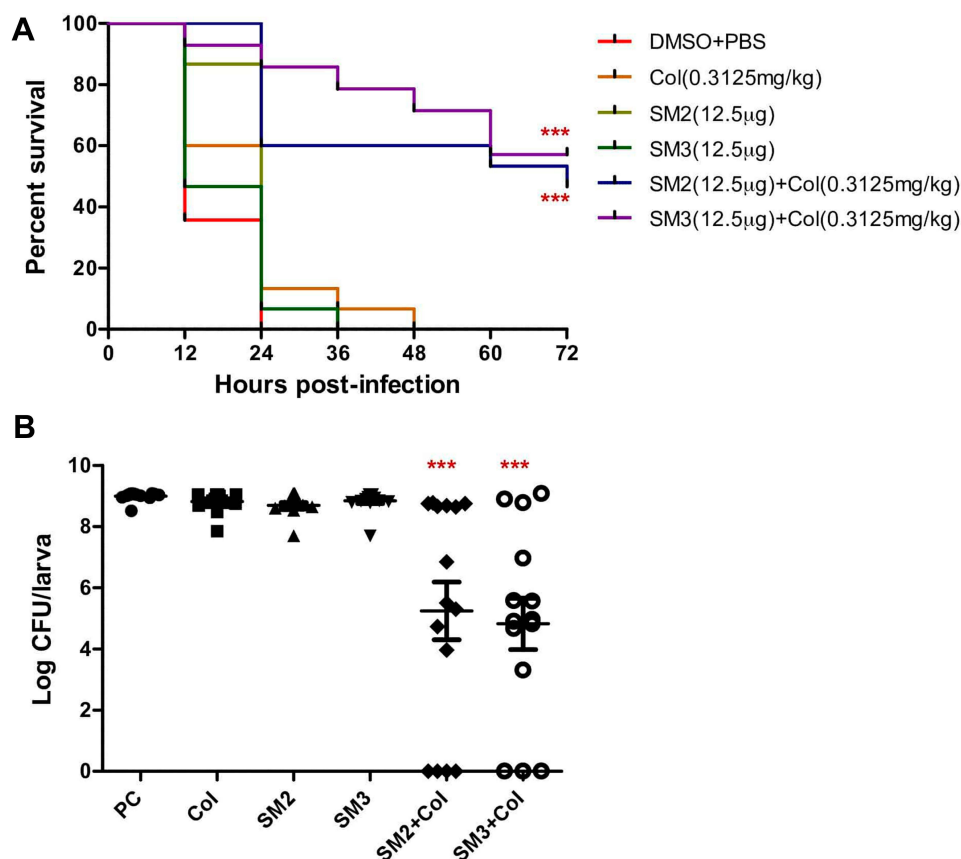 A
100
80
60
40
20
0
Percent survival
0 12 24 36 48 60 72
Hours post-infection
***
***
DMSO+PBS
Col(0.3125mg/kg)
SM2(12.5μg)
SM3(12.5μg)
SM2(12.5μg)+Col(0.3125mg/kg)
SM3(12.5μg)+Col(0.3125mg/kg)
B
10
8
6
4
2
0
Log CFU/larva
*** ***
PC Col SM2 SM3 SM2+Col SM3+Col